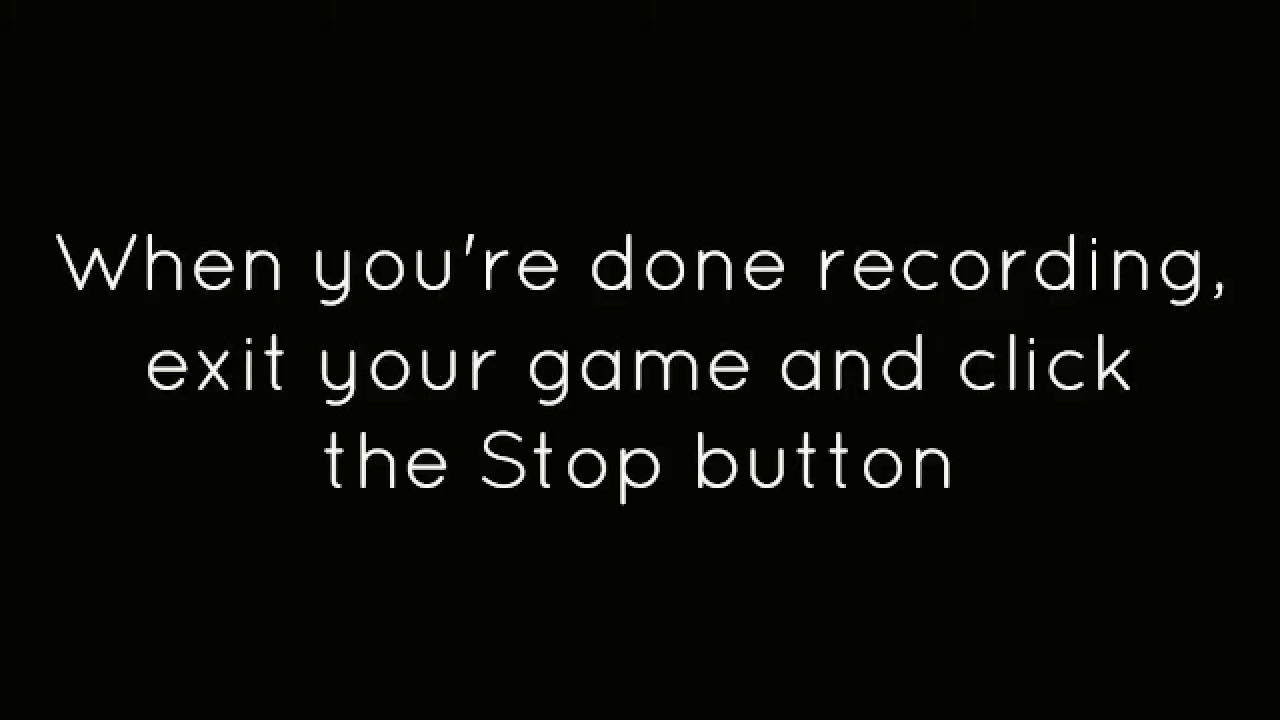 When you're done recording,
exit your game and click
the Stop button